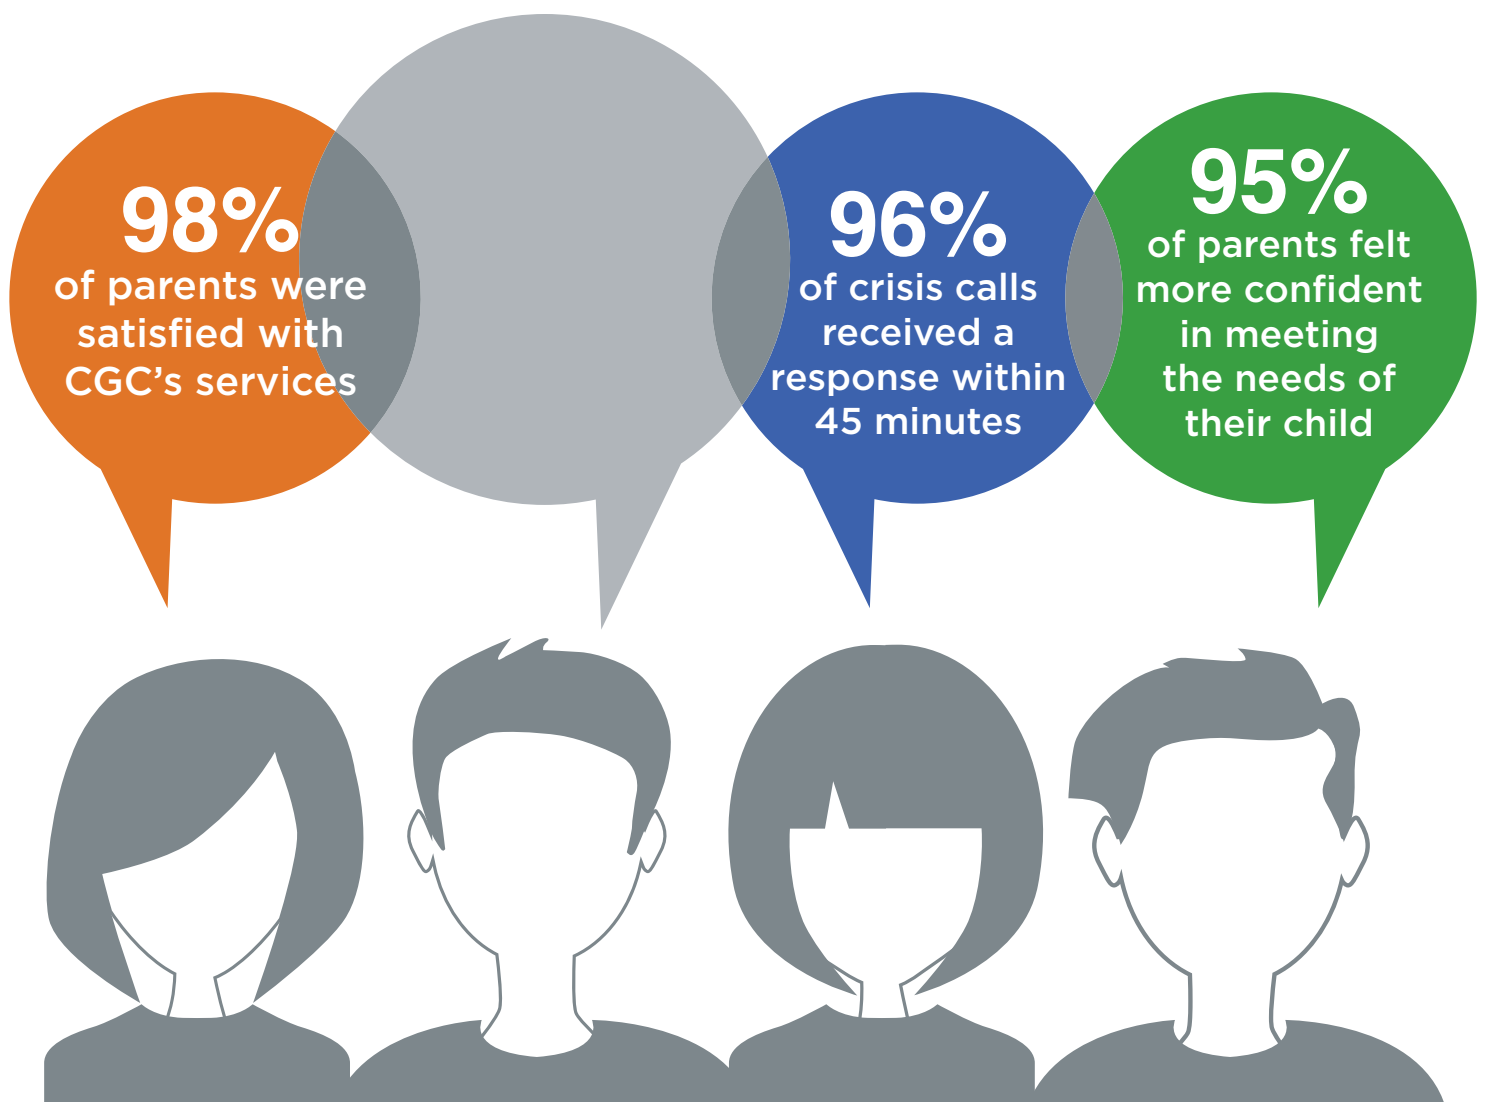 98%
of parents were
satisfied with
CGC's services
96%
of crisis calls
received a
response within
45 minutes
95%
of parents felt
more confident
in meeting
the needs of
their child